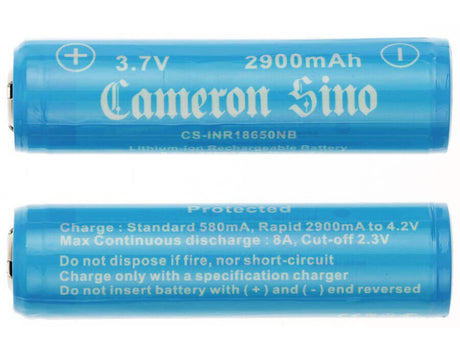 + 3.7V 2900mAh -
Cameron Sino
CS-INR18650NB
Lithium-Ion Rechargeable Battery
Protected
Charge : Standard 580mA, Rapid 2900mA to 4.2V
Max Continuous discharge : 8A, Cut-off 2.3V
Do not dispose if fire, nor short-circuit
Charge only with a specification charger
Do not insert battery with ( + ) and ( - ) end reversed